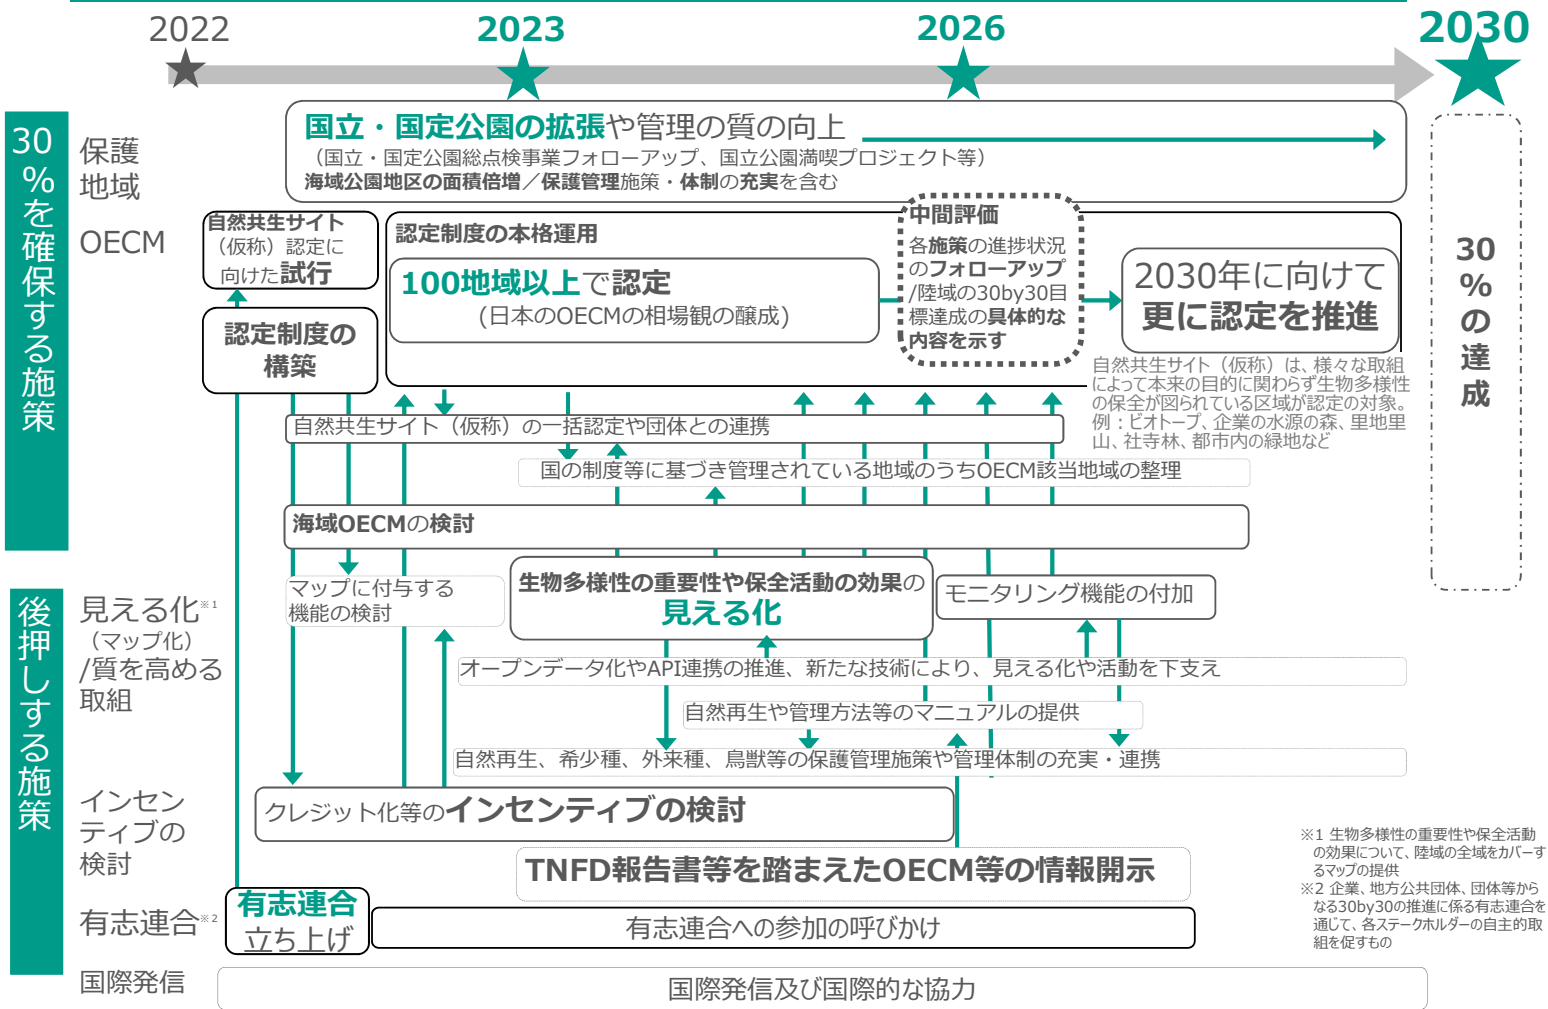 2022
2023
2026
2030
30%を確保する施策
保護
地域
国立・国定公園の拡張や管理の質の向上
（国立・国定公園総点検事業フォローアップ、国立公園満喫プロジェクト等）
海域公園地区の面積倍増／保護管理施策・体制の充実を含む
OECM
自然共生サイト
（仮称）認定に
向けた試行
認定制度の
構築
認定制度の本格運用
100地域以上で認定
(日本のOECMの相場観の醸成)
中間評価
各施策の進捗状況
のフォローアップ
/陸域の30by30目
標達成の具体的な
内容を示す
2030年に向けて
更に認定を推進
自然共生サイト（仮称）は、様々な取組
によって本来の目的に関わらず生物多様性
の保全が図られている区域が認定の対象。
例：ビオトープ、企業の水源の森、里地里
山、社寺林、都市内の緑地など
30%の達成
自然共生サイト（仮称）の一括認定や団体との連携
国の制度等に基づき管理されている地域のうちOECM該当地域の整理
海域OECMの検討
後押しする施策
見える化※1
（マップ化）
/質を高める
取組
マップに付与する
機能の検討
生物多様性の重要性や保全活動の効果の
見える化
モニタリング機能の付加
オープンデータ化やAPI連携の推進、新たな技術により、見える化や活動を下支え
自然再生や管理方法等のマニュアルの提供
自然再生、希少種、外来種、鳥獣等の保護管理施策や管理体制の充実・連携
インセン
ティブの
検討
クレジット化等のインセンティブの検討
TNFD報告書等を踏まえたOECM等の情報開示
有志連合※2
有志連合
立ち上げ
有志連合への参加の呼びかけ
国際発信
国際発信及び国際的な協力
※1 生物多様性の重要性や保全活動
の効果について、陸域の全域をカバーす
るマップの提供
※2 企業、地方公共団体、団体等から
なる30by30の推進に係る有志連合を
通じて、各ステークホルダーの自主的取
組を促すもの